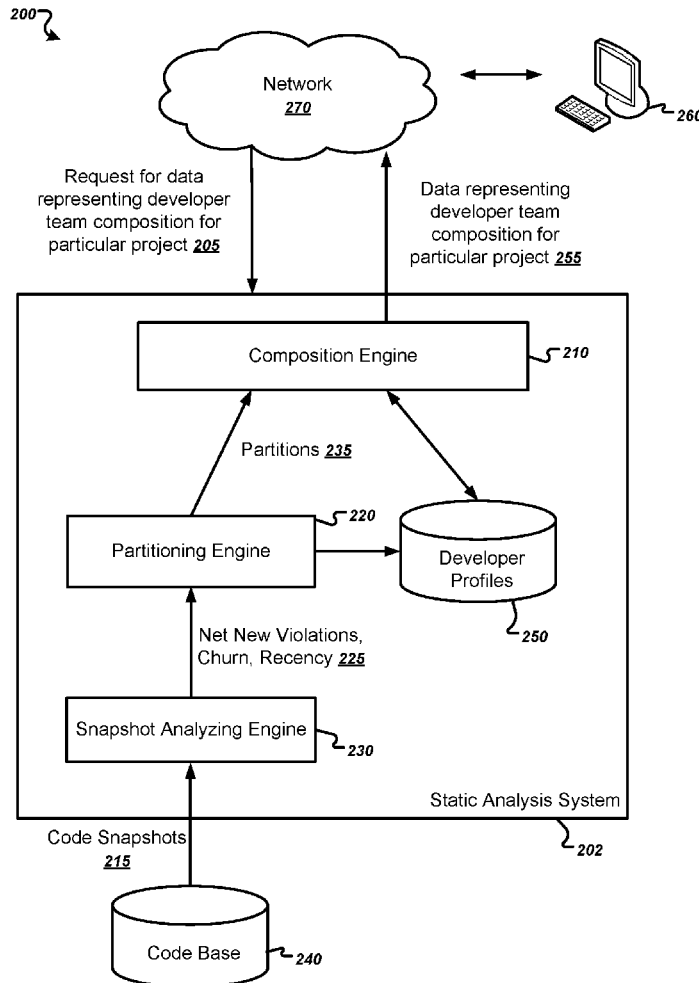 200
Network
270
260
Request for data
representing developer
team composition for
particular project 205
Data representing
developer team
composition for
particular project 255
Composition Engine
210
Partitions 235
220
Partitioning Engine
Developer
Profiles
250
Net New Violations,
Churn, Recency 225
Snapshot Analyzing Engine
230
Static Analysis System
202
Code Snapshots
215
Code Base
240